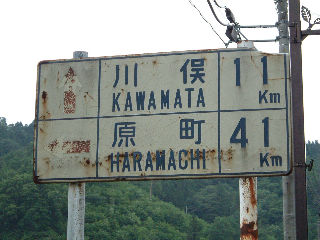 川俣 11
KAWAMATA Km
原町 41
HARAMACHI Km